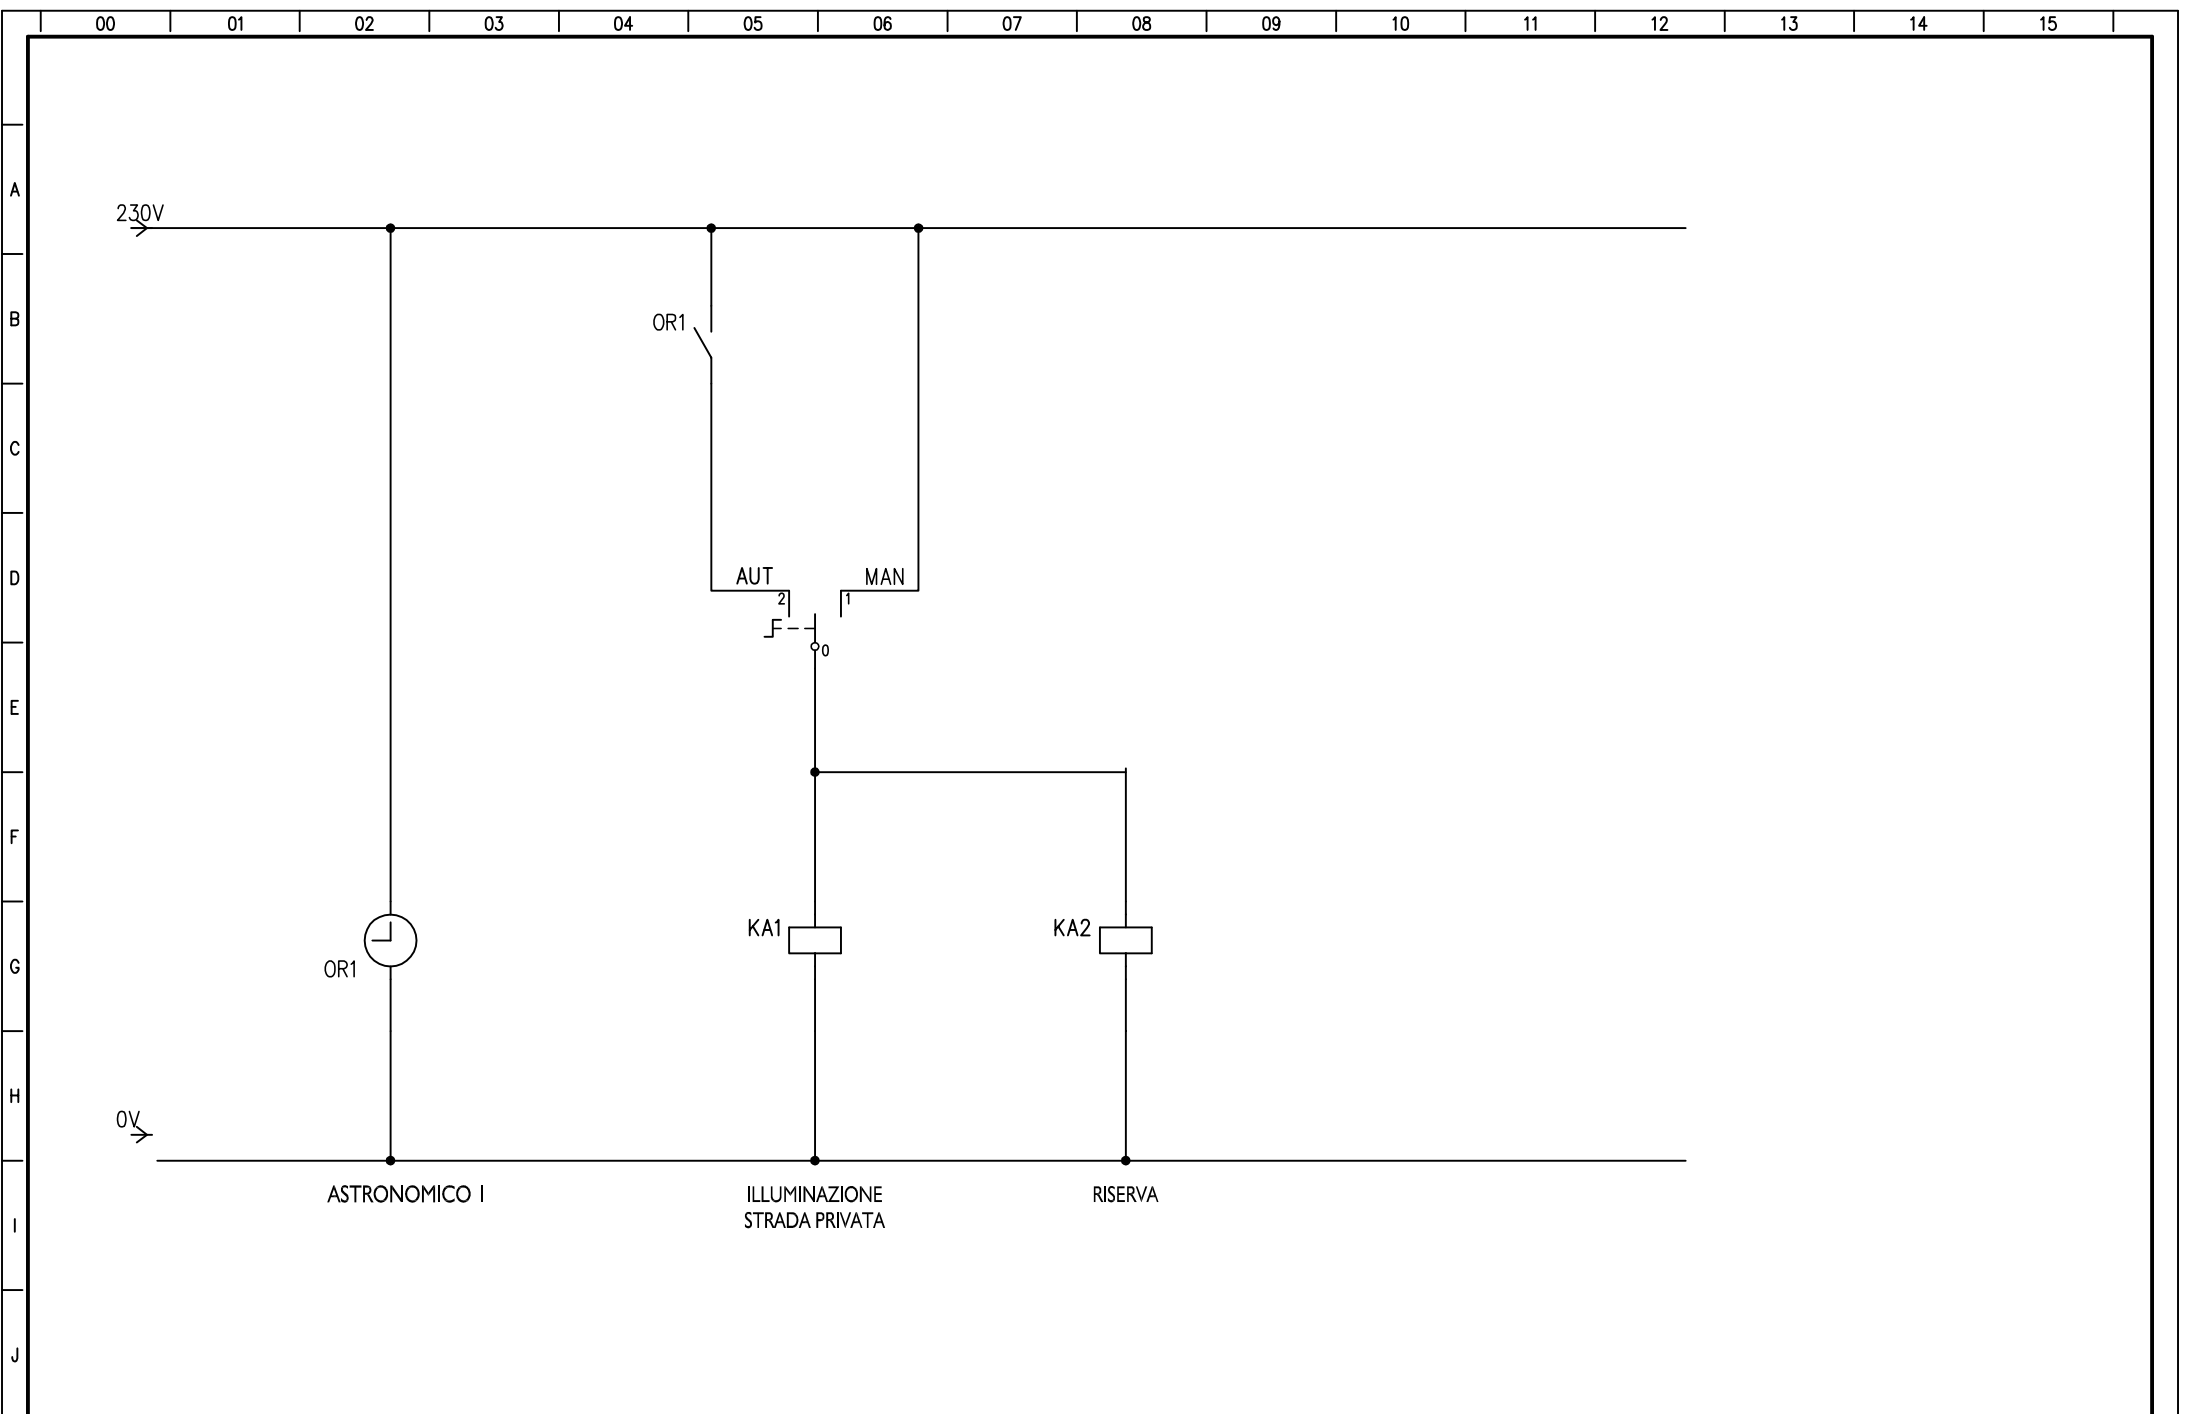 00 01 02 03 04 05 06 07 08 09 10 11 12 13 14 15
A
230V
B
OR1
C
D
AUT MAN
2 1
0
E
F
KA1 KA2
G
OR1
H
0V
ASTRONOMICO I ILLUMINAZIONE RISERVA
STRADA PRIVATA
I
J